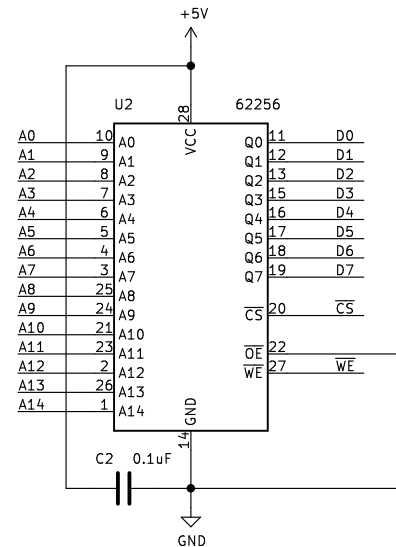 +5V
U2 62256
28
VCC
A0 10 A0 Q0 11 D0
A1 9 A1 Q1 12 D1
A2 8 A2 Q2 13 D2
A3 7 A3 Q3 15 D3
A4 6 A4 Q4 16 D4
A5 5 A5 Q5 17 D5
A6 4 A6 Q6 18 D6
A7 3 A7 Q7 19 D7
A8 25 A8
A9 24 A9 CS 20 CS
A10 21 A10
A11 23 A11 OE 22
A12 2 A12 WE 27 WE
A13 26 A13
A14 1 A14
GND
14
C2 0.1uF
GND